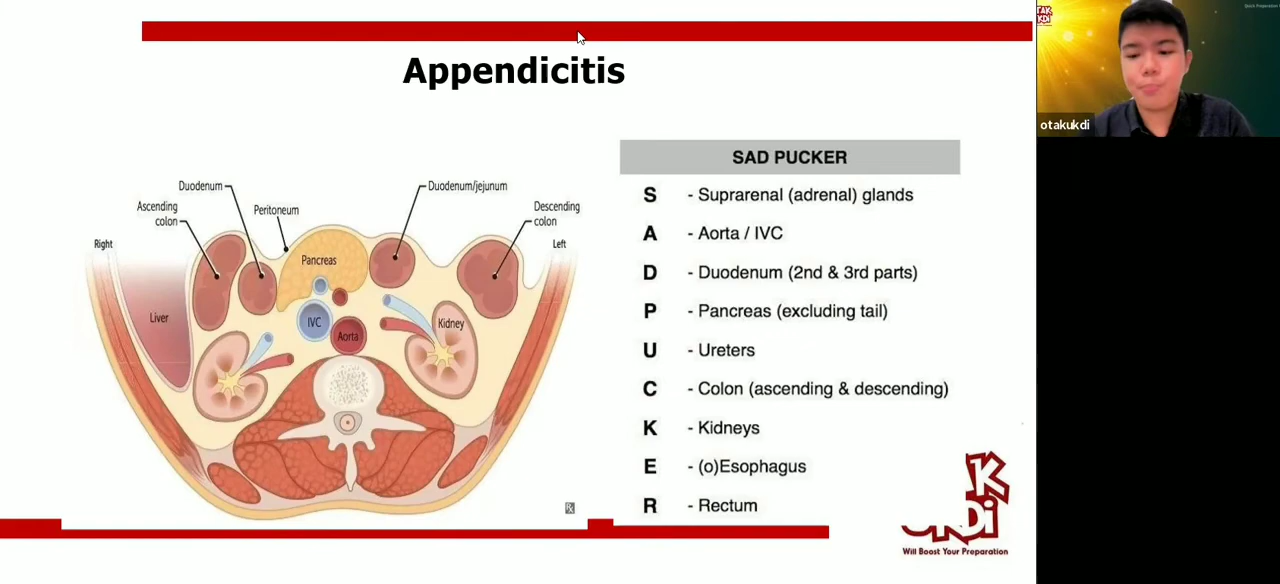 Appendicitis
Duodenum
Duodenum/jejunum
Ascending
colon
Peritoneum
Descending
colon
Right
Left
Pancreas
Liver
IVC
Kidney
Aorta
SAD PUCKER
S - Suprarenal (adrenal) glands
A - Aorta / IVC
D - Duodenum (2nd & 3rd parts)
P - Pancreas (excluding tail)
U - Ureters
C - Colon (ascending & descending)
K - Kidneys
E - (o)Esophagus
R - Rectum
Will Boost Your Preparation
otakukdi